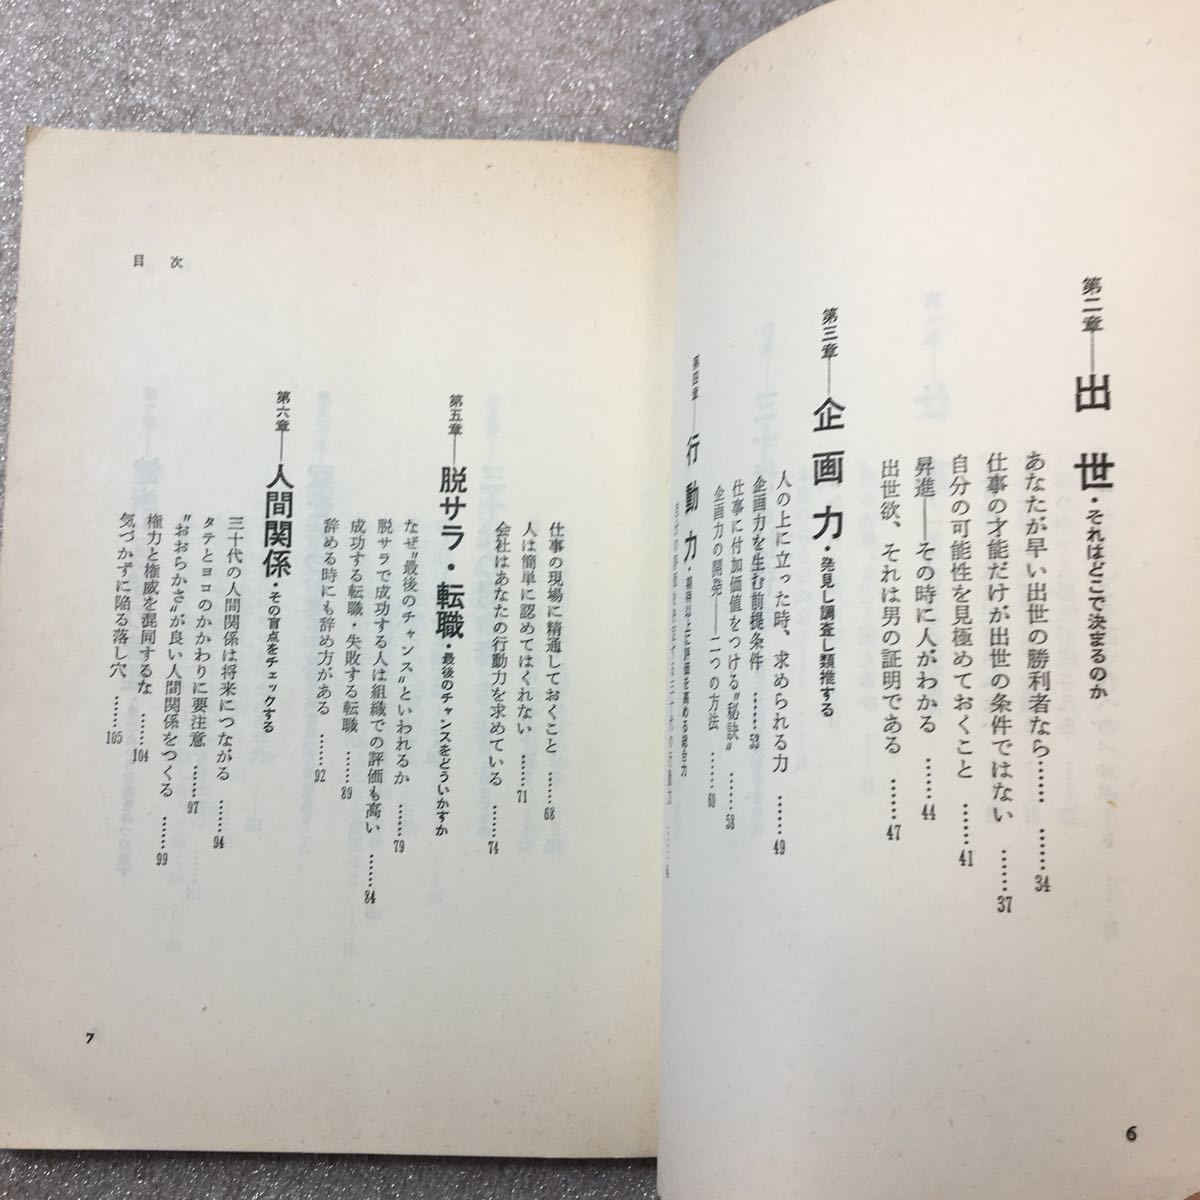 第二章――出世・それはどこで決まるのか
あなたが早い出世の勝利者なら……34
仕事の才能だけが出世の条件ではない……37
自分の可能性を見極めておくこと……41
昇進――その時に人がわかる……44
出世欲、それは男の証明である……47
第三章――企画力・発見し調査し類推する
人の上に立った時、求められる力……49
企画力を生む前提条件……53
仕事に付加価値をつける“秘訣”……58
企画力の開発――二つの方法……60
第四章――行動力・期待以上に評価を高める総合力
6
仕事の現場に精通しておくこと……68
人は簡単に認めてはくれない……71
会社はあなたの行動力を求めている……74
第五章――脱サラ・転職・最後のチャンスをどういかすか
なぜ“最後のチャンス”といわれるか……79
脱サラで成功する人は組織での評価も高い……84
成功する転職・失敗する転職……89
辞める時にも辞め方がある……92
第六章――人間関係・その盲点をチェックする
三十代の人間関係は将来につながる……94
タテとヨコのかかわりに要注意……97
“おおらかさ”が良い人間関係をつくる……99
権力と権威を混同するな……104
気づかずに陥る落し穴……105
目次
7